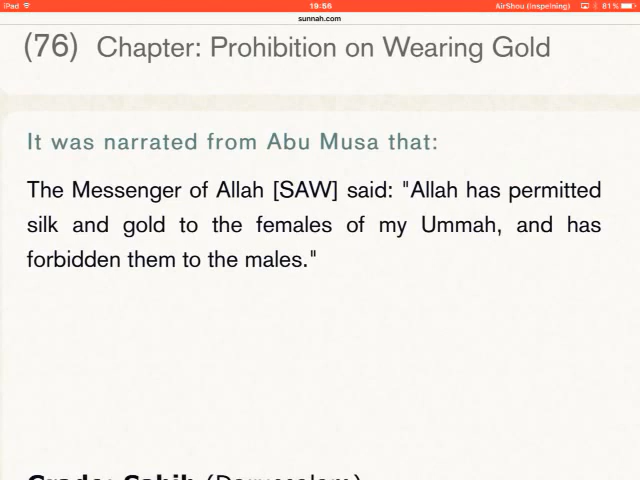 iPad 19:56 AirShou (Inspelning) 81 %
sunnah.com
(76) Chapter: Prohibition on Wearing Gold
It was narrated from Abu Musa that:
The Messenger of Allah [SAW] said: "Allah has permitted
silk and gold to the females of my Ummah, and has
forbidden them to the males."
Grade: Sahih (Darussalam)